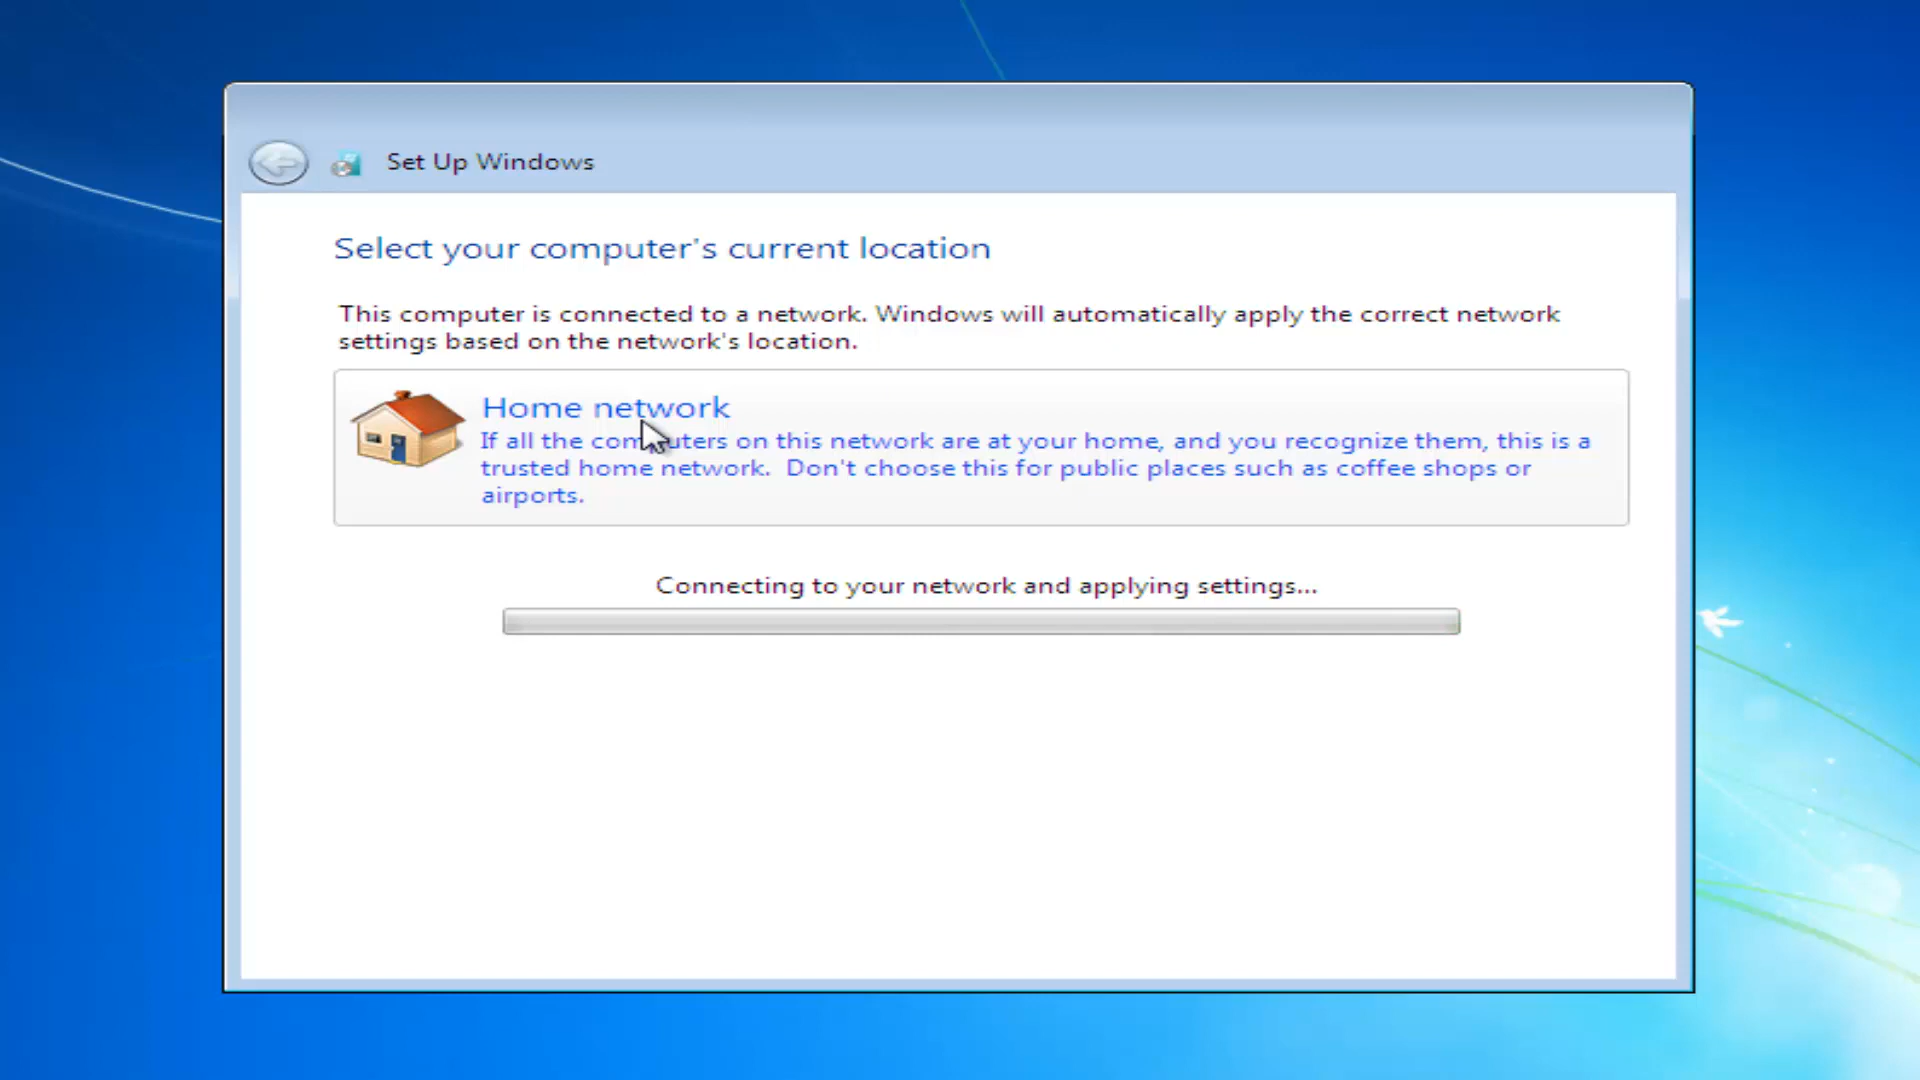 Set Up Windows
Select your computer's current location
This computer is connected to a network. Windows will automatically apply the correct network
settings based on the network's location.
Home network
If all the computers on this network are at your home, and you recognize them, this is a
trusted home network.  Don't choose this for public places such as coffee shops or
airports.
Connecting to your network and applying settings...